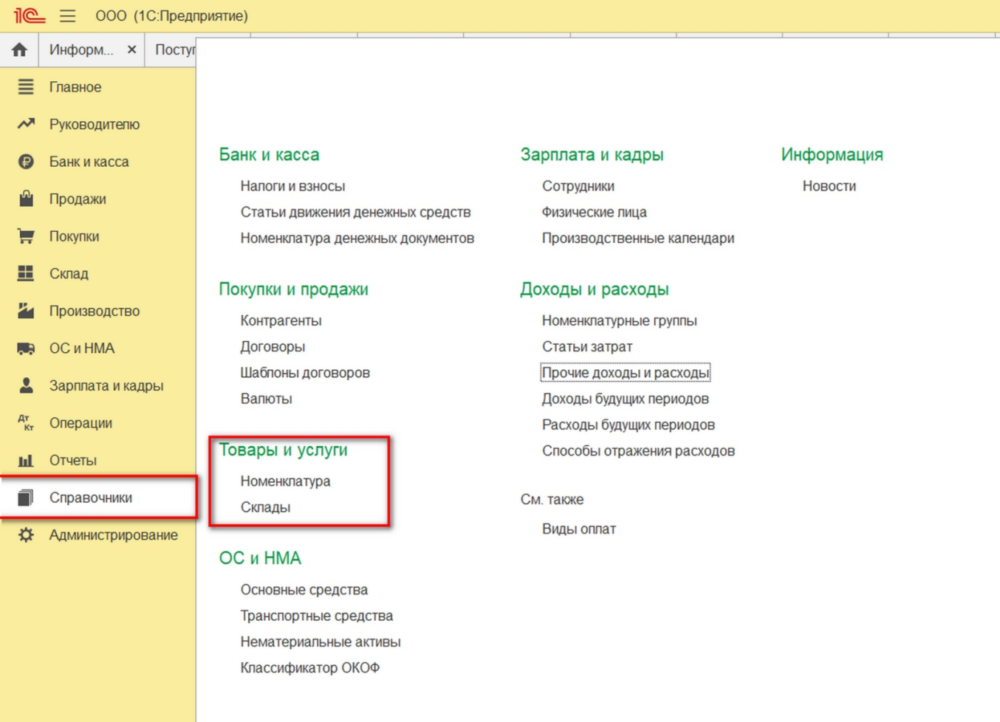 1С ООО (1С:Предприятие)
Информ... × Посту
Главное
Руководителю
Банк и касса
Продажи
Покупки
Склад
Производство
ОС и НМА
Зарплата и кадры
Дт Кт Операции
Отчеты
Справочники
Администрирование
Банк и касса
Налоги и взносы
Статьи движения денежных средств
Номенклатура денежных документов
Покупки и продажи
Контрагенты
Договоры
Шаблоны договоров
Валюты
Товары и услуги
Номенклатура
Склады
ОС и НМА
Основные средства
Транспортные средства
Нематериальные активы
Классификатор ОКОФ
Зарплата и кадры
Сотрудники
Физические лица
Производственные календари
Доходы и расходы
Номенклатурные группы
Статьи затрат
Прочие доходы и расходы
Доходы будущих периодов
Расходы будущих периодов
Способы отражения расходов
См. также
Виды оплат
Информация
Новости